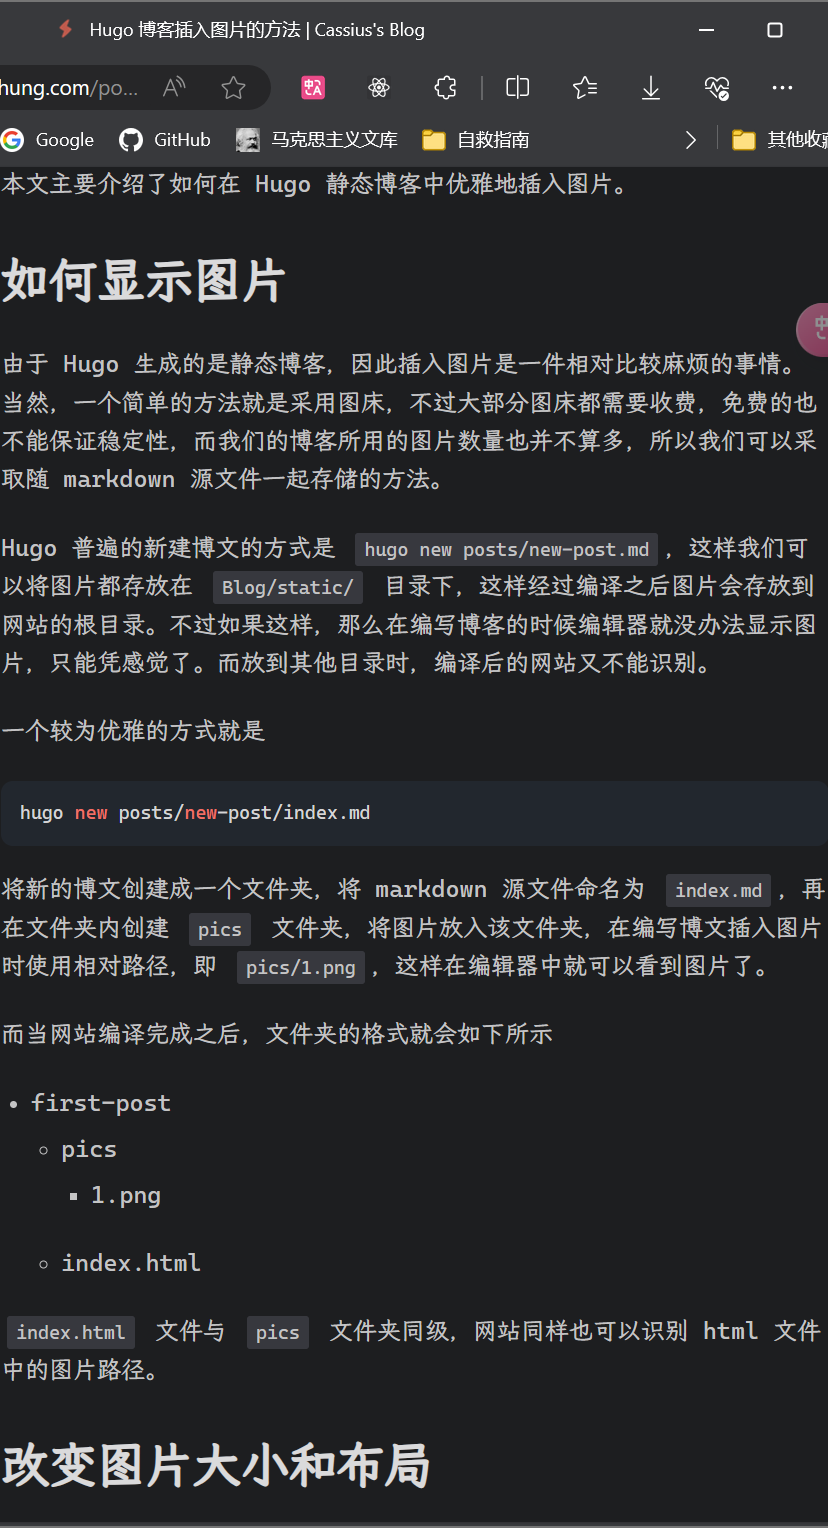 Hugo 博客插入图片的方法 | Cassius's Blog
hung.com/po...
Google GitHub 马克思主义文库 自救指南 其他收藏
本文主要介绍了如何在 Hugo 静态博客中优雅地插入图片。
如何显示图片
由于 Hugo 生成的是静态博客，因此插入图片是一件相对比较麻烦的事情。
当然，一个简单的方法就是采用图床，不过大部分图床都需要收费，免费的也
不能保证稳定性，而我们的博客所用的图片数量也并不算多，所以我们可以采
取随 markdown 源文件一起存储的方法。
Hugo 普遍的新建博文的方式是 hugo new posts/new-post.md，这样我们可
以将图片都存放在 Blog/static/ 目录下，这样经过编译之后图片会存放到
网站的根目录。不过如果这样，那么在编写博客的时候编辑器就没办法显示图
片，只能凭感觉了。而放到其他目录时，编译后的网站又不能识别。
一个较为优雅的方式就是
hugo new posts/new-post/index.md
将新的博文创建成一个文件夹，将 markdown 源文件命名为 index.md，再
在文件夹内创建 pics 文件夹，将图片放入该文件夹，在编写博文插入图片
时使用相对路径，即 pics/1.png，这样在编辑器中就可以看到图片了。
而当网站编译完成之后，文件夹的格式就会如下所示
first-post
pics
1.png
index.html
index.html 文件与 pics 文件夹同级，网站同样也可以识别 html 文件
中的图片路径。
改变图片大小和布局